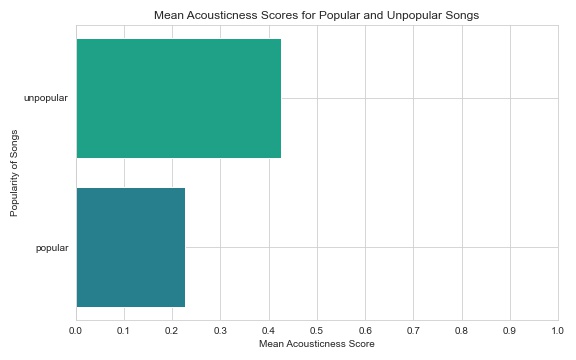 Mean Acousticness Scores for Popular and Unpopular Songs
Popularity of Songs
unpopular
popular
0.0 0.1 0.2 0.3 0.4 0.5 0.6 0.7 0.8 0.9 1.0
Mean Acousticness Score